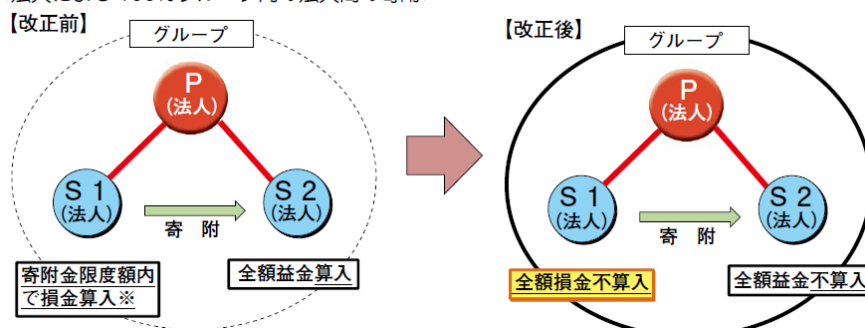 【改正前】
グループ
P
(法人)
S 1
(法人)
S 2
(法人)
寄 附
寄附金限度額内
で損金算入※
全額益金算入
【改正後】
グループ
P
(法人)
S 1
(法人)
S 2
(法人)
寄 附
全額損金不算入
全額益金不算入